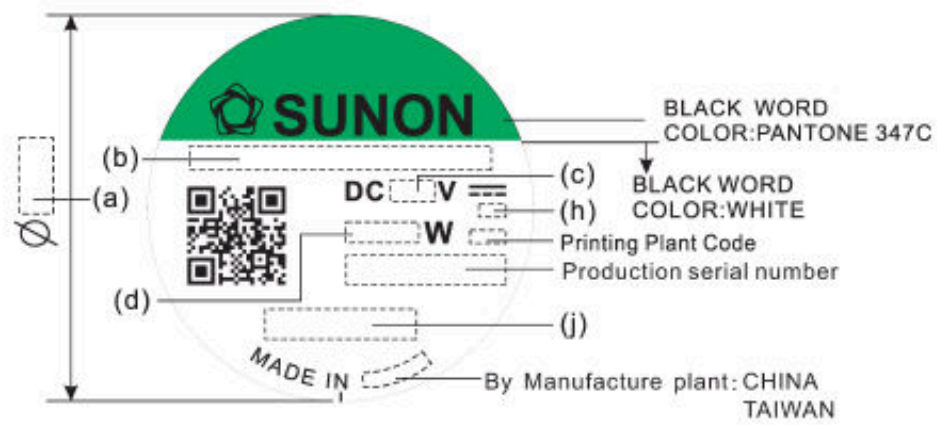 SUNON
BLACK WORD
COLOR:PANTONE 347C
(b)
(a)
Ø
DC V
(c)
BLACK WORD
COLOR:WHITE
(h)
W
Printing Plant Code
Production serial number
(d)
(j)
MADE IN
By Manufacture plant: CHINA
TAIWAN